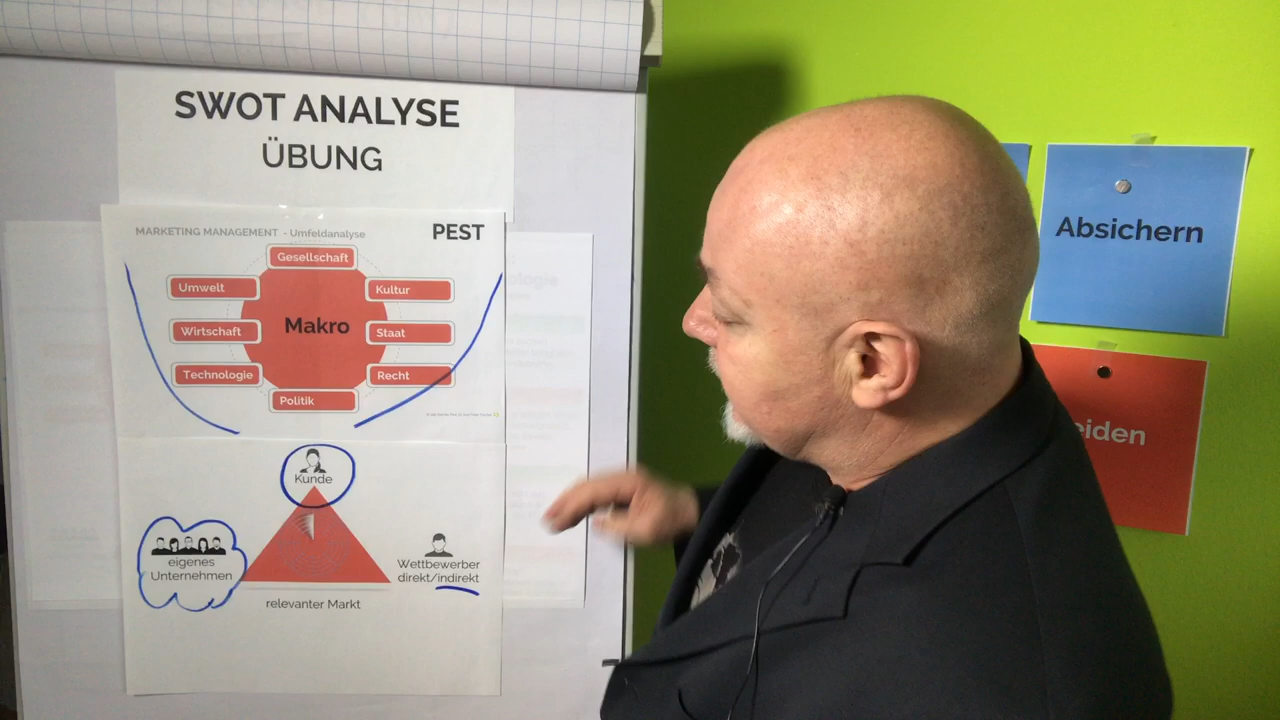 SWOT ANALYSE
ÜBUNG
MARKETING MANAGEMENT - Umfeldanalyse
PEST
Gesellschaft
Umwelt
Kultur
Makro
Wirtschaft
Staat
Technologie
Recht
Politik
Kunde
eigenes
Unternehmen
Wettbewerber
direkt/indirekt
relevanter Markt
Absichern
eiden